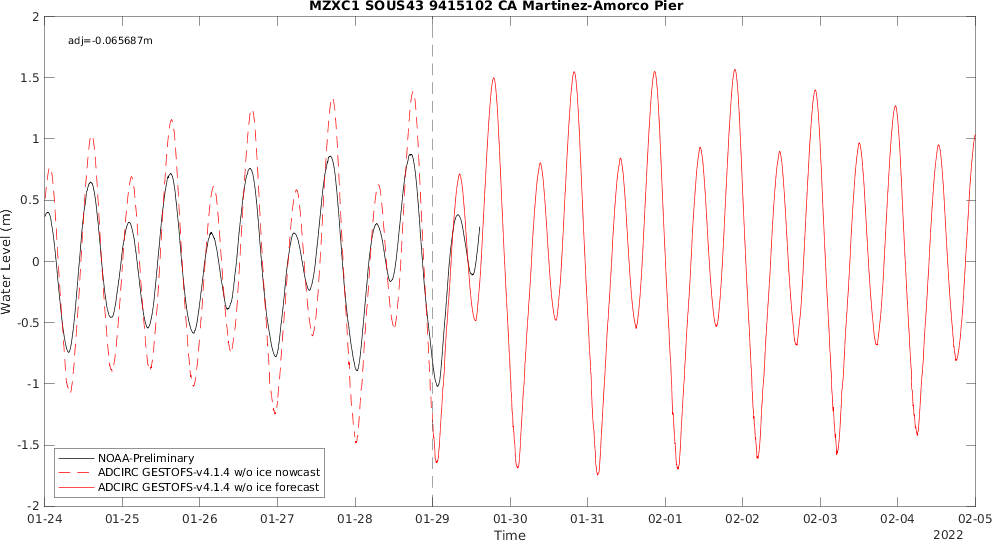 MZXC1 SOUS43 9415102 CA Martinez-Amorco Pier
adj=-0.065687m
2
1.5
1
0.5
0
-0.5
-1
-1.5
-2
Water Level (m)
NOAA-Preliminary
ADCIRC GESTOFS-v4.1.4 w/o ice nowcast
ADCIRC GESTOFS-v4.1.4 w/o ice forecast
01-24 01-25 01-26 01-27 01-28 01-29 01-30 01-31 02-01 02-02 02-03 02-04 02-05
Time
2022